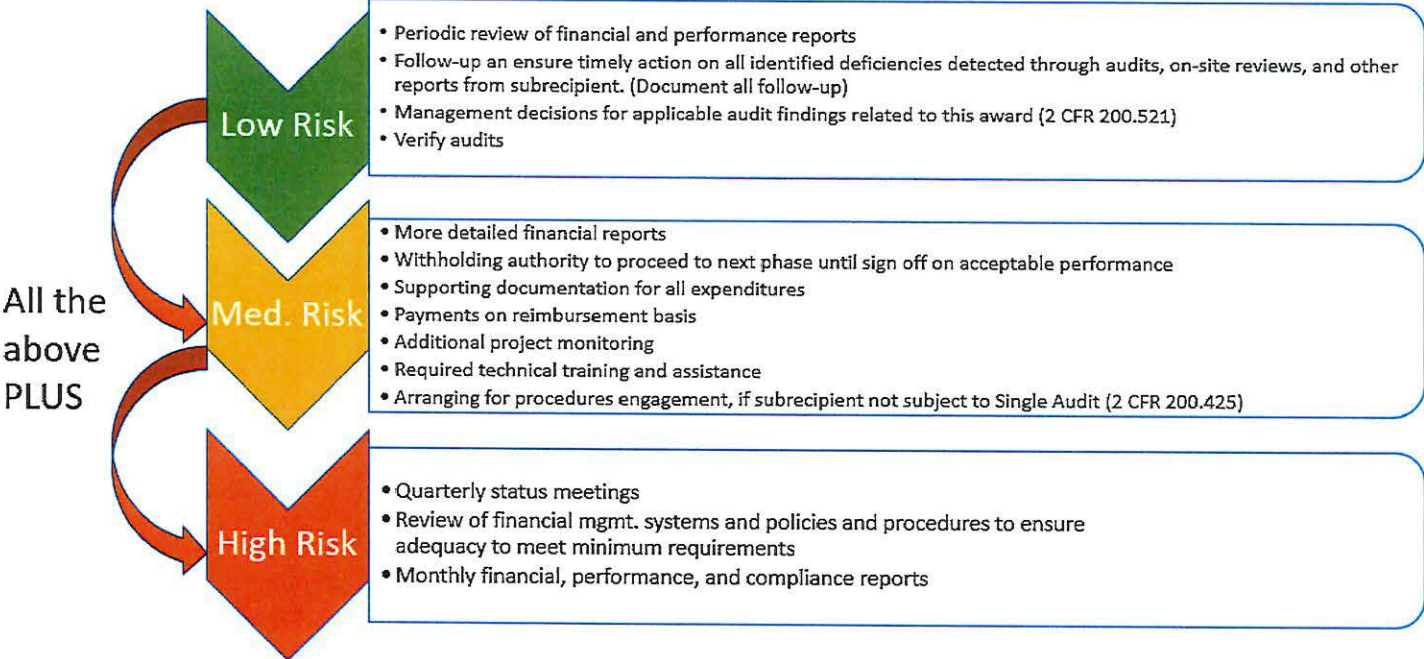 • Periodic review of financial and performance reports
• Follow-up an ensure timely action on all identified deficiencies detected through audits, on-site reviews, and other
reports from subrecipient. (Document all follow-up)
• Management decisions for applicable audit findings related to this award (2 CFR 200.521)
• Verify audits
Low Risk
All the
above
PLUS
Med. Risk
• More detailed financial reports
• Withholding authority to proceed to next phase until sign off on acceptable performance
• Supporting documentation for all expenditures
• Payments on reimbursement basis
• Additional project monitoring
• Required technical training and assistance
• Arranging for procedures engagement, if subrecipient not subject to Single Audit (2 CFR 200.425)
High Risk
• Quarterly status meetings
• Review of financial mgmt. systems and policies and procedures to ensure
adequacy to meet minimum requirements
• Monthly financial, performance, and compliance reports